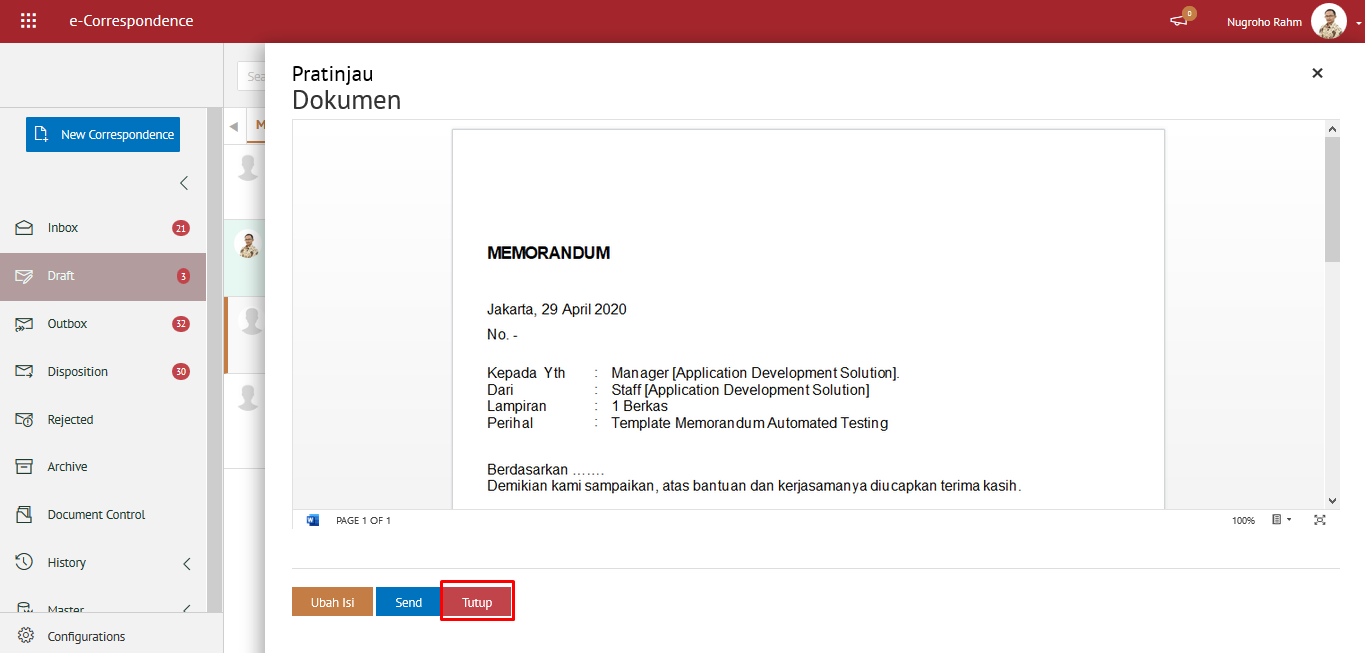 e-Correspondence
0
Nugroho Rahm
New Correspondence
Inbox 21
Draft 3
Outbox 32
Disposition 30
Rejected
Archive
Document Control
History
Master
Configurations
Sea
M
Pratinjau
Dokumen
MEMORANDUM
Jakarta, 29 April 2020
No. -
Kepada Yth : Manager [Application Development Solution].
Dari : Staff [Application Development Solution]
Lampiran : 1 Berkas
Perihal : Template Memorandum Automated Testing
Berdasarkan .......
Demikian kami sampaikan, atas bantuan dan kerjasamanya diucapkan terima kasih.
PAGE 1 OF 1
100%
Ubah Isi
Send
Tutup